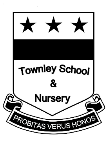 Townley School
&
Nursery
PROBITAS VERUS HONOS